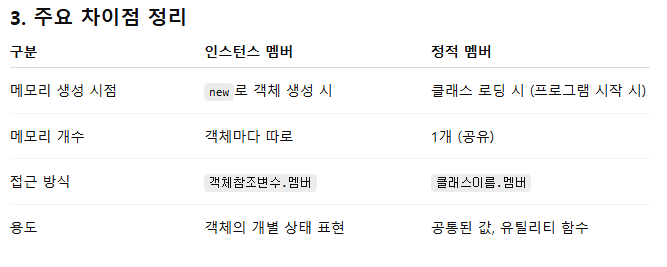 3. 주요 차이점 정리
구분 인스턴스 멤버 정적 멤버
메모리 생성 시점 new 로 객체 생성 시 클래스 로딩 시 (프로그램 시작 시)
메모리 개수 객체마다 따로 1개 (공유)
접근 방식 객체참조변수.멤버 클래스이름.멤버
용도 객체의 개별 상태 표현 공통된 값, 유틸리티 함수